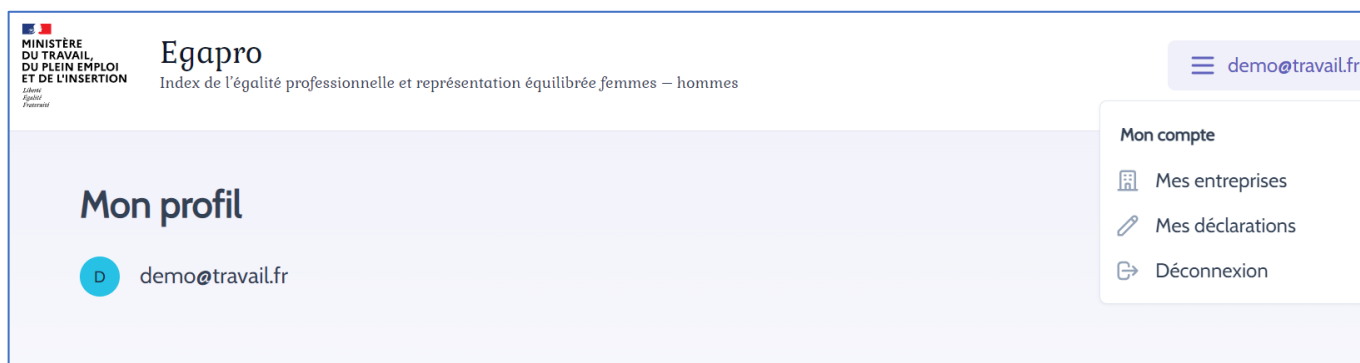 MINISTÈRE
DU TRAVAIL,
DU PLEIN EMPLOI
ET DE L'INSERTION
Liberté
Égalité
Fraternité
Egapro
Index de l'égalité professionnelle et représentation équilibrée femmes – hommes
demo@travail.fr
Mon compte
Mes entreprises
Mes déclarations
Déconnexion
Mon profil
D demo@travail.fr